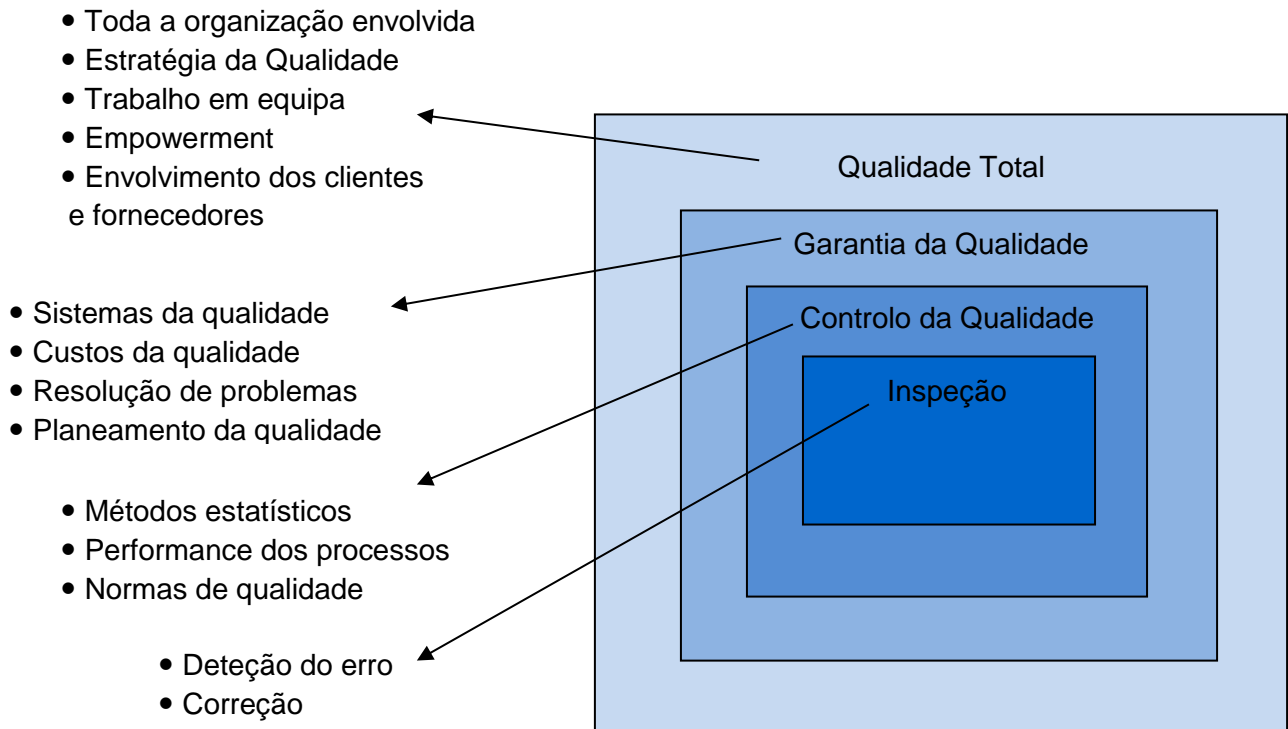 • Toda a organização envolvida
• Estratégia da Qualidade
• Trabalho em equipa
• Empowerment
• Envolvimento dos clientes
e fornecedores
Qualidade Total
Garantia da Qualidade
• Sistemas da qualidade
• Custos da qualidade
• Resolução de problemas
• Planeamento da qualidade
Controlo da Qualidade
Inspeção
• Métodos estatísticos
• Performance dos processos
• Normas de qualidade
• Deteção do erro
• Correção